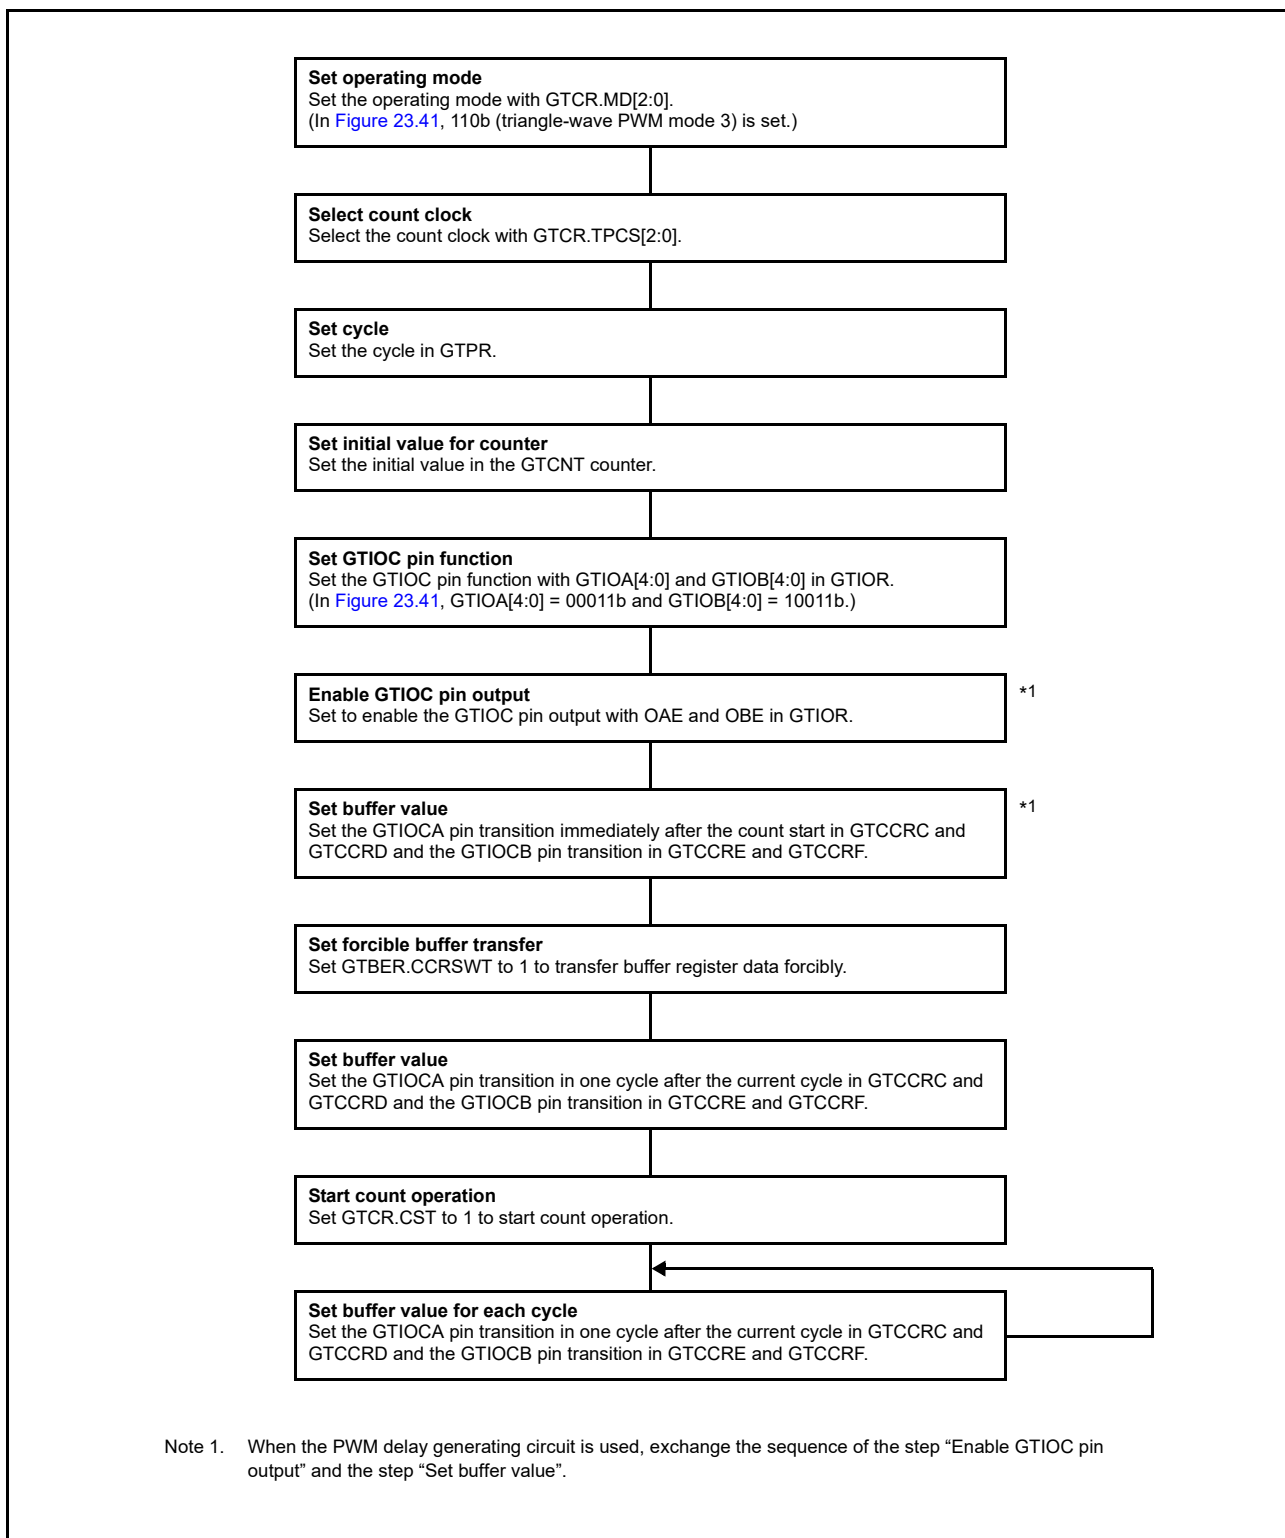 Set operating mode
Set the operating mode with GTCR.MD[2:0].
(In Figure 23.41, 110b (triangle-wave PWM mode 3) is set.)
Select count clock
Select the count clock with GTCR.TPCS[2:0].
Set cycle
Set the cycle in GTPR.
Set initial value for counter
Set the initial value in the GTCNT counter.
Set GTIOC pin function
Set the GTIOC pin function with GTIOA[4:0] and GTIOB[4:0] in GTIOR.
(In Figure 23.41, GTIOA[4:0] = 00011b and GTIOB[4:0] = 10011b.)
Enable GTIOC pin output
*1
Set to enable the GTIOC pin output with OAE and OBE in GTIOR.
Set buffer value
*1
Set the GTIOCA pin transition immediately after the count start in GTCCRC and
GTCCRD and the GTIOCB pin transition in GTCCRE and GTCCRF.
Set forcible buffer transfer
Set GTBER.CCRSWT to 1 to transfer buffer register data forcibly.
Set buffer value
Set the GTIOCA pin transition in one cycle after the current cycle in GTCCRC and
GTCCRD and the GTIOCB pin transition in GTCCRE and GTCCRF.
Start count operation
Set GTCR.CST to 1 to start count operation.
Set buffer value for each cycle
Set the GTIOCA pin transition in one cycle after the current cycle in GTCCRC and
GTCCRD and the GTIOCB pin transition in GTCCRE and GTCCRF.
Note 1. When the PWM delay generating circuit is used, exchange the sequence of the step “Enable GTIOC pin
output” and the step “Set buffer value”.